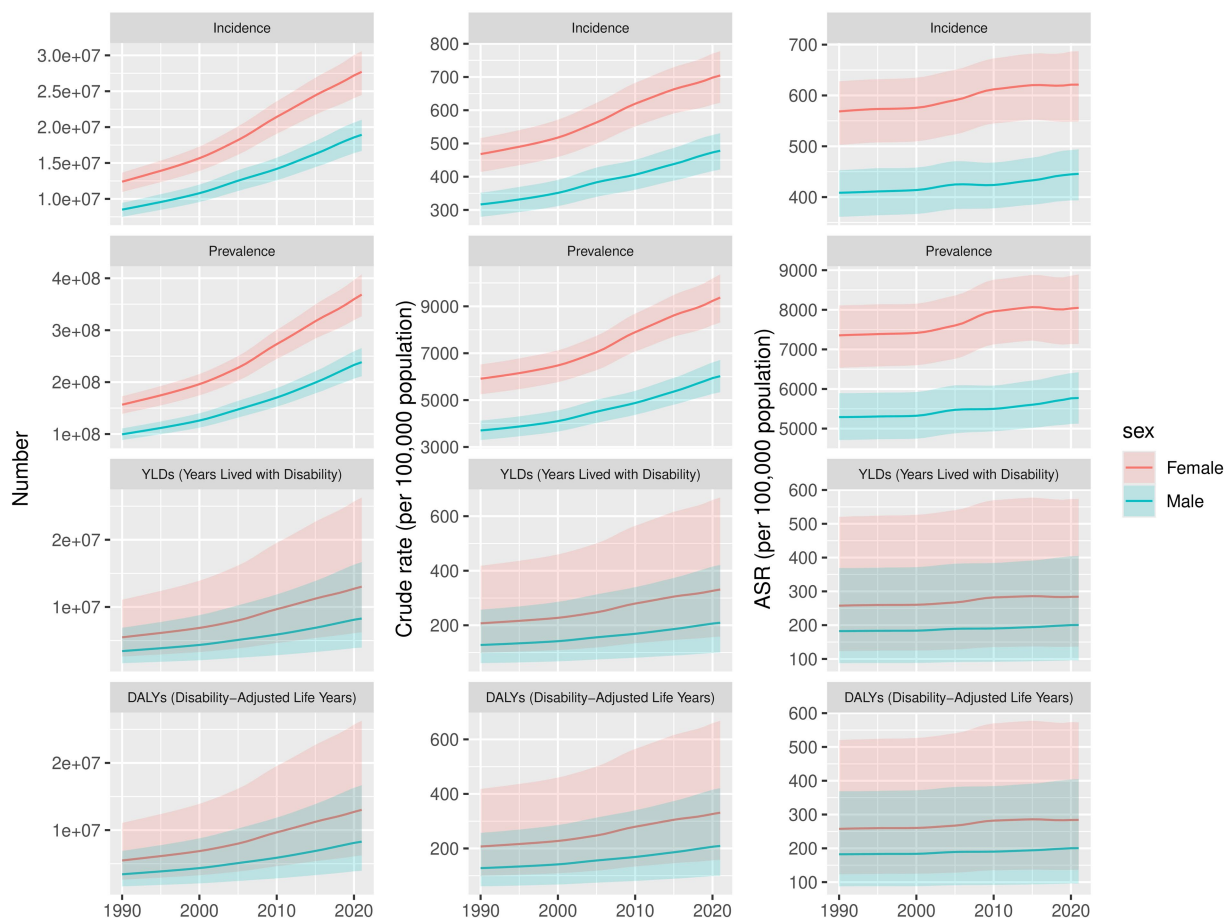 Number
Incidence
3.0e+07
2.5e+07
2.0e+07
1.5e+07
1.0e+07
Prevalence
4e+08
3e+08
2e+08
1e+08
YLDs (Years Lived with Disability)
2e+07
1e+07
DALYs (Disability−Adjusted Life Years)
2e+07
1e+07
1990
2000
2010
2020
Crude rate (per 100,000 population)
Incidence
800
700
600
500
400
300
Prevalence
9000
7000
5000
3000
YLDs (Years Lived with Disability)
600
400
200
DALYs (Disability−Adjusted Life Years)
600
400
200
1990
2000
2010
2020
ASR (per 100,000 population)
Incidence
700
600
500
400
Prevalence
9000
8000
7000
6000
5000
YLDs (Years Lived with Disability)
600
500
400
300
200
100
DALYs (Disability−Adjusted Life Years)
600
500
400
300
200
100
1990
2000
2010
2020
sex
Female
Male